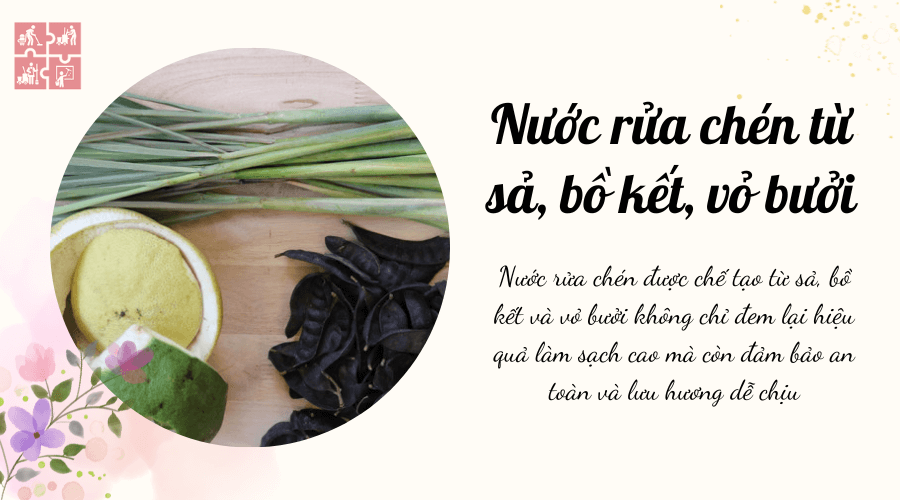 Nước rửa chén từ
sả, bồ kết, vỏ bưởi
Nước rửa chén được chế tạo từ sả, bồ
kết và vỏ bưởi không chỉ đem lại hiệu
quả làm sạch cao mà còn đảm bảo an
toàn và lưu hương dễ chịu